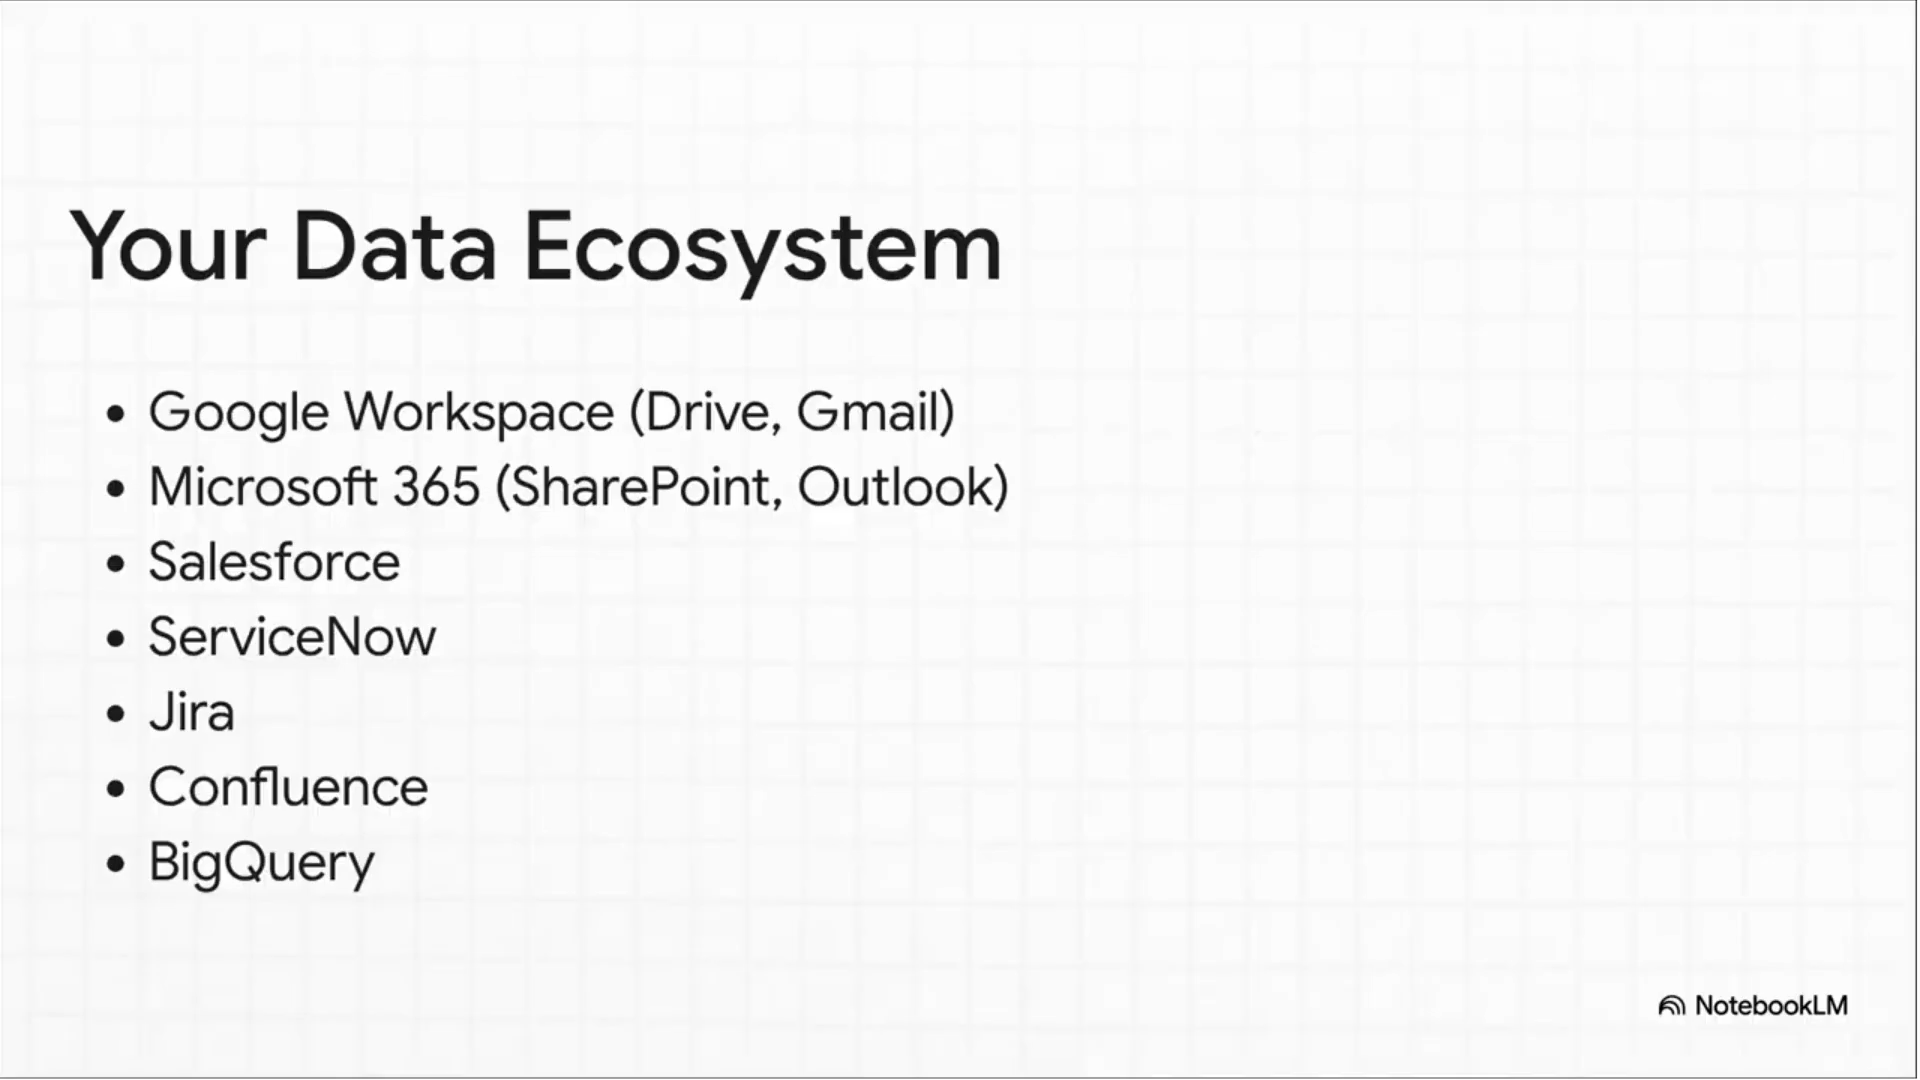 Your Data Ecosystem
• Google Workspace (Drive, Gmail)
• Microsoft 365 (SharePoint, Outlook)
• Salesforce
• ServiceNow
• Jira
• Confluence
• BigQuery
NotebookLM